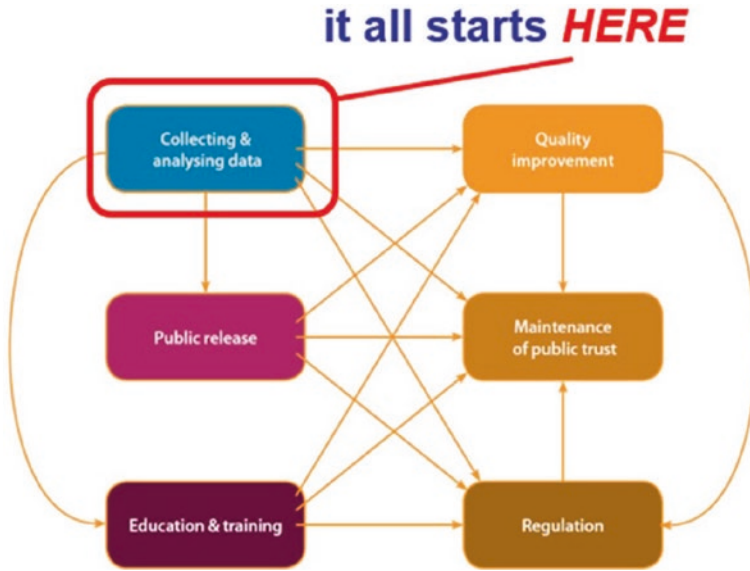 it all starts HERE
Collecting &
analysing data
Quality
improvement
Public release
Maintenance
of public trust
Education & training
Regulation